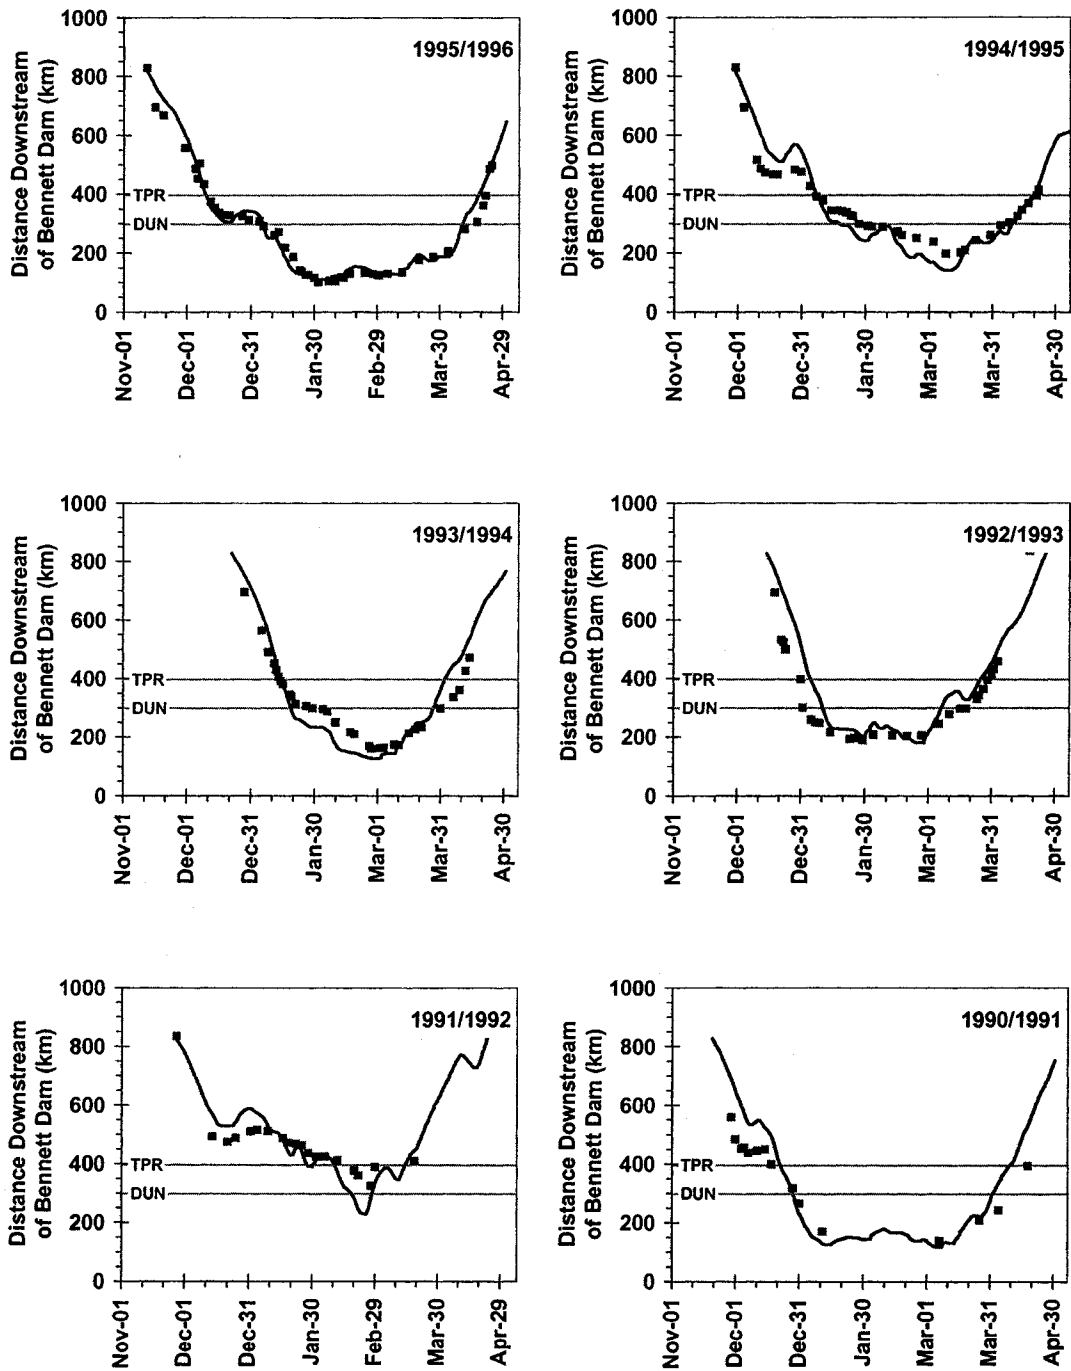 Distance Downstream
of Bennett Dam (km)
1000
800
600
400
200
0
1995/1996
TPR
DUN
Nov-01
Dec-01
Dec-31
Jan-30
Feb-29
Mar-30
Apr-29
Distance Downstream
of Bennett Dam (km)
1000
800
600
400
200
0
1994/1995
TPR
DUN
Nov-01
Dec-01
Dec-31
Jan-30
Mar-01
Mar-31
Apr-30
Distance Downstream
of Bennett Dam (km)
1000
800
600
400
200
0
1993/1994
TPR
DUN
Nov-01
Dec-01
Dec-31
Jan-30
Mar-01
Mar-31
Apr-30
Distance Downstream
of Bennett Dam (km)
1000
800
600
400
200
0
1992/1993
TPR
DUN
Nov-01
Dec-01
Dec-31
Jan-30
Mar-01
Mar-31
Apr-30
Distance Downstream
of Bennett Dam (km)
1000
800
600
400
200
0
1991/1992
TPR
DUN
Nov-01
Dec-01
Dec-31
Jan-30
Feb-29
Mar-30
Apr-29
Distance Downstream
of Bennett Dam (km)
1000
800
600
400
200
0
1990/1991
TPR
DUN
Nov-01
Dec-01
Dec-31
Jan-30
Mar-01
Mar-31
Apr-30